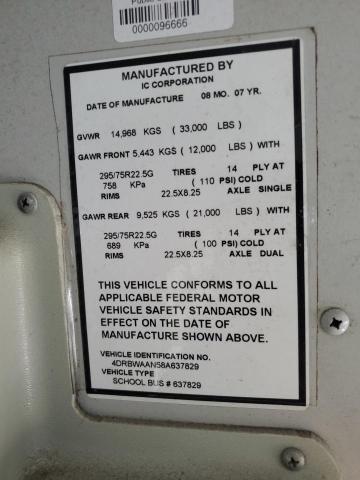 0000096666
MANUFACTURED BY
IC CORPORATION
DATE OF MANUFACTURE 08 MO. 07 YR.
GVWR 14,968 KGS ( 33,000 LBS )
GAWR FRONT 5,443 KGS ( 12,000 LBS ) WITH
295/75R22.5G TIRES 14 PLY AT
758 KPa ( 110 PSI) COLD
RIMS 22.5X8.25 AXLE SINGLE
GAWR REAR 9,525 KGS ( 21,000 LBS ) WITH
295/75R22.5G TIRES 14 PLY AT
689 KPa ( 100 PSI) COLD
RIMS 22.5X8.25 AXLE DUAL
THIS VEHICLE CONFORMS TO ALL
APPLICABLE FEDERAL MOTOR
VEHICLE SAFETY STANDARDS IN
EFFECT ON THE DATE OF
MANUFACTURE SHOWN ABOVE.
VEHICLE IDENTIFICATION NO.
4DRBWAAN58A637829
VEHICLE TYPE
SCHOOL BUS # 637829